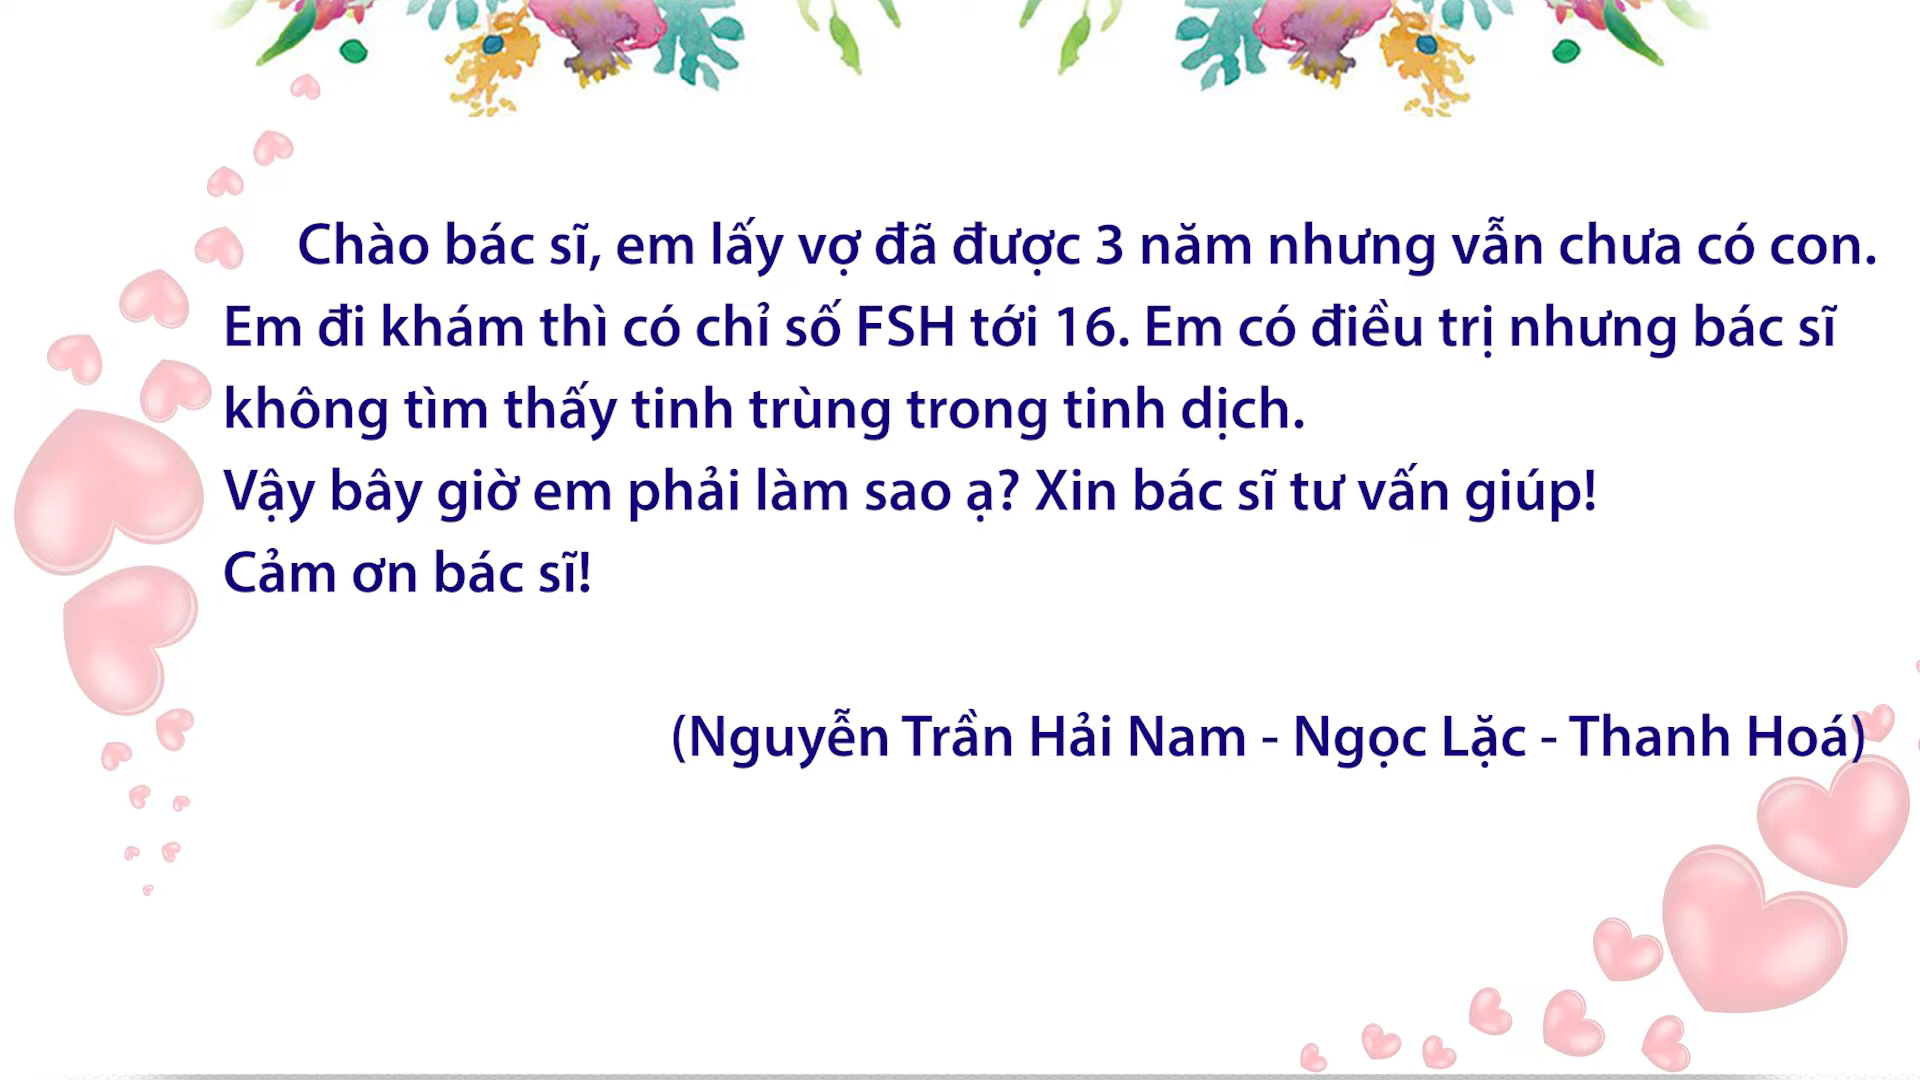 Chào bác sĩ, em lấy vợ đã được 3 năm nhưng vẫn chưa có con.
Em đi khám thì có chỉ số FSH tới 16. Em có điều trị nhưng bác sĩ
không tìm thấy tinh trùng trong tinh dịch.
Vậy bây giờ em phải làm sao ạ? Xin bác sĩ tư vấn giúp!
Cảm ơn bác sĩ!
(Nguyễn Trần Hải Nam - Ngọc Lặc - Thanh Hoá)